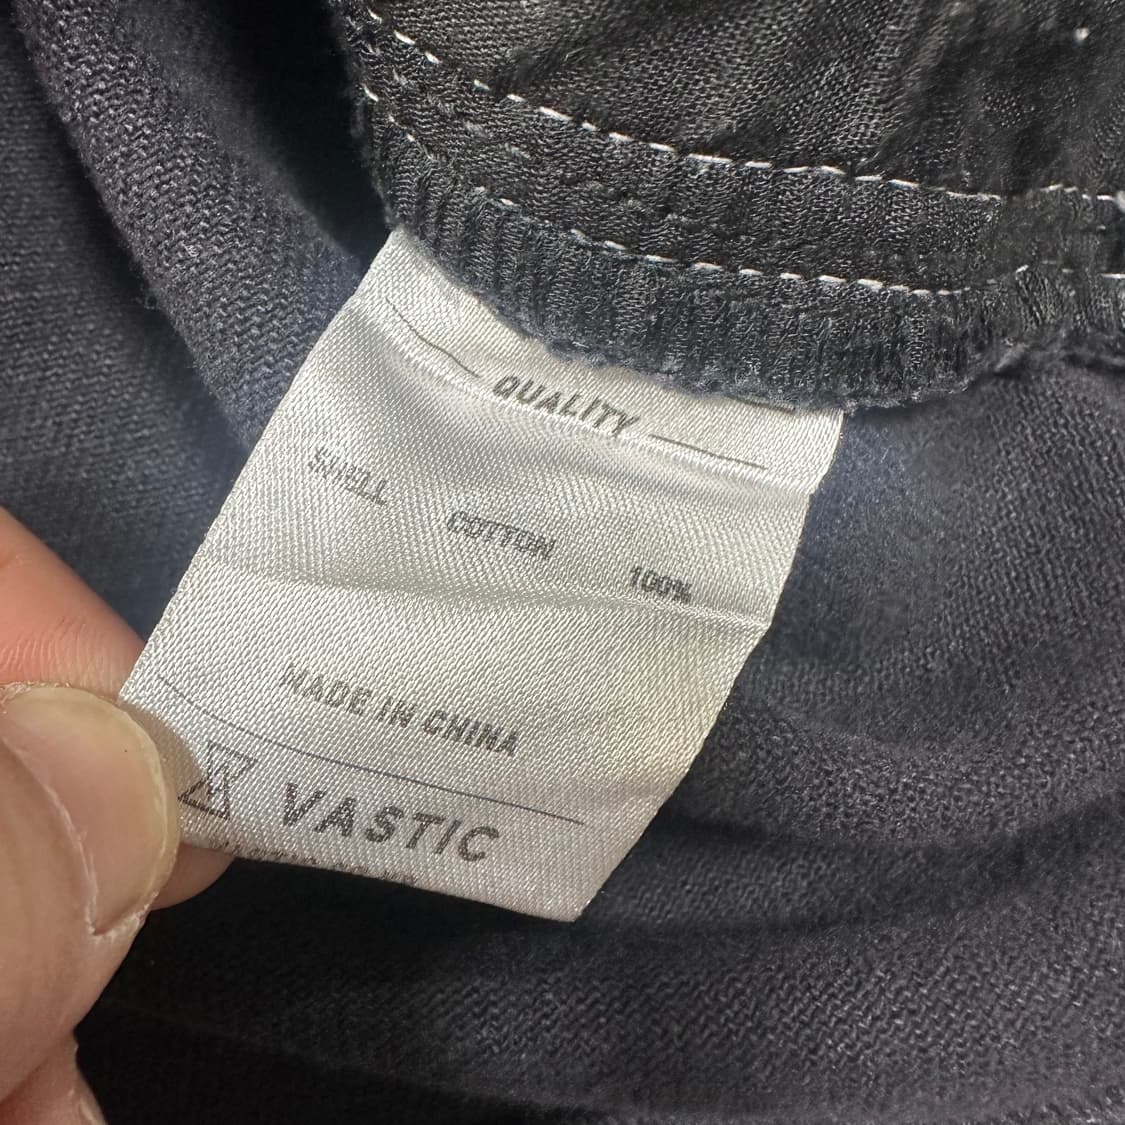 QUALITY
SHELL COTTON 100%
MADE IN CHINA
VASTIC